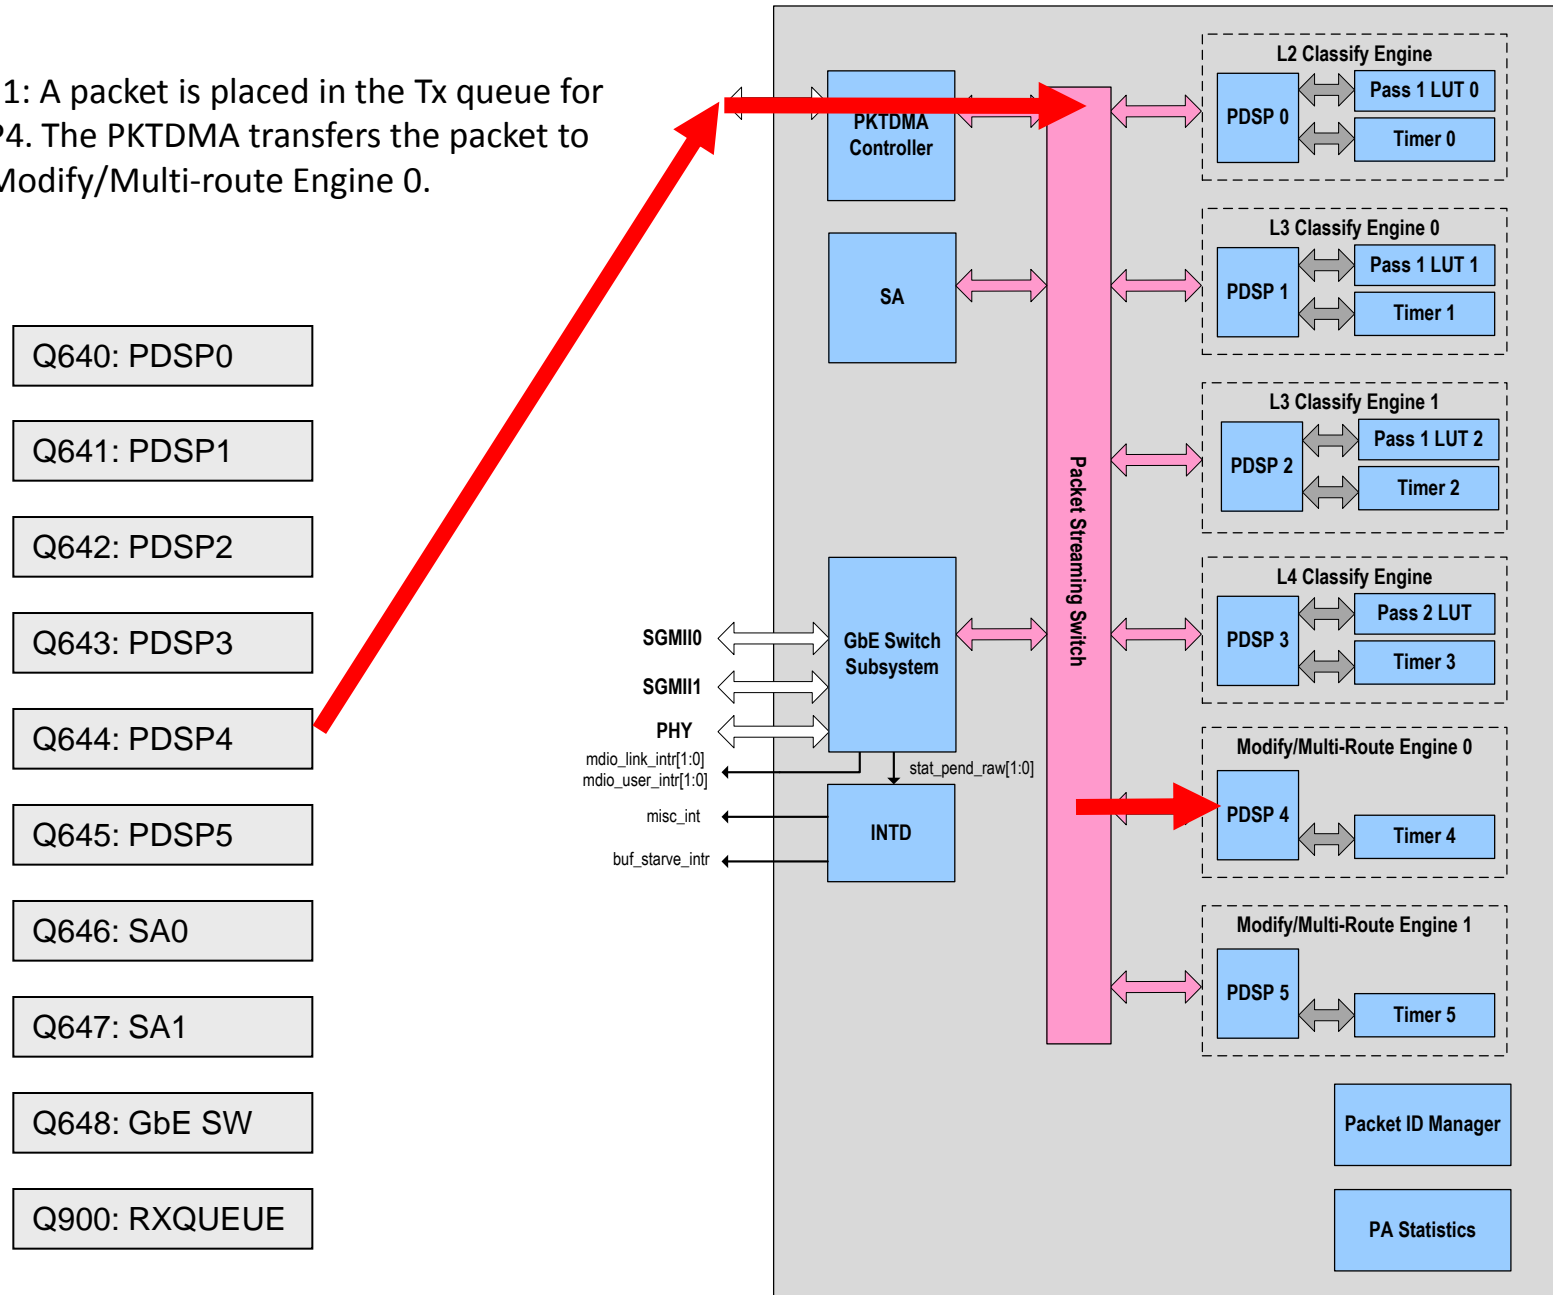 1: A packet is placed in the Tx queue for
P4. The PKTDMA transfers the packet to
Modify/Multi-route Engine 0.
Q640: PDSP0
Q641: PDSP1
Q642: PDSP2
Q643: PDSP3
Q644: PDSP4
Q645: PDSP5
Q646: SA0
Q647: SA1
Q648: GbE SW
Q900: RXQUEUE
PKTDMA
Controller
SA
GbE Switch
Subsystem
SGMII0
SGMII1
PHY
mdio_link_intr[1:0]
mdio_user_intr[1:0]
stat_pend_raw[1:0]
misc_int
buf_starve_intr
INTD
Packet Streaming Switch
L2 Classify Engine
PDSP 0
Pass 1 LUT 0
Timer 0
L3 Classify Engine 0
PDSP 1
Pass 1 LUT 1
Timer 1
L3 Classify Engine 1
PDSP 2
Pass 1 LUT 2
Timer 2
L4 Classify Engine
PDSP 3
Pass 2 LUT
Timer 3
Modify/Multi-Route Engine 0
PDSP 4
Timer 4
Modify/Multi-Route Engine 1
PDSP 5
Timer 5
Packet ID Manager
PA Statistics